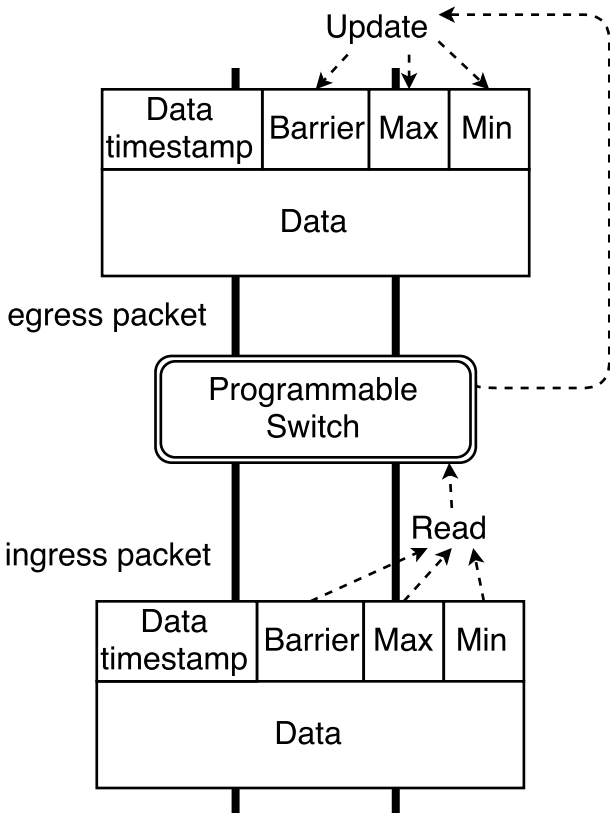 Update
Data
timestamp
Barrier
Max
Min
Data
egress packet
Programmable
Switch
Read
ingress packet
Data
timestamp
Barrier
Max
Min
Data